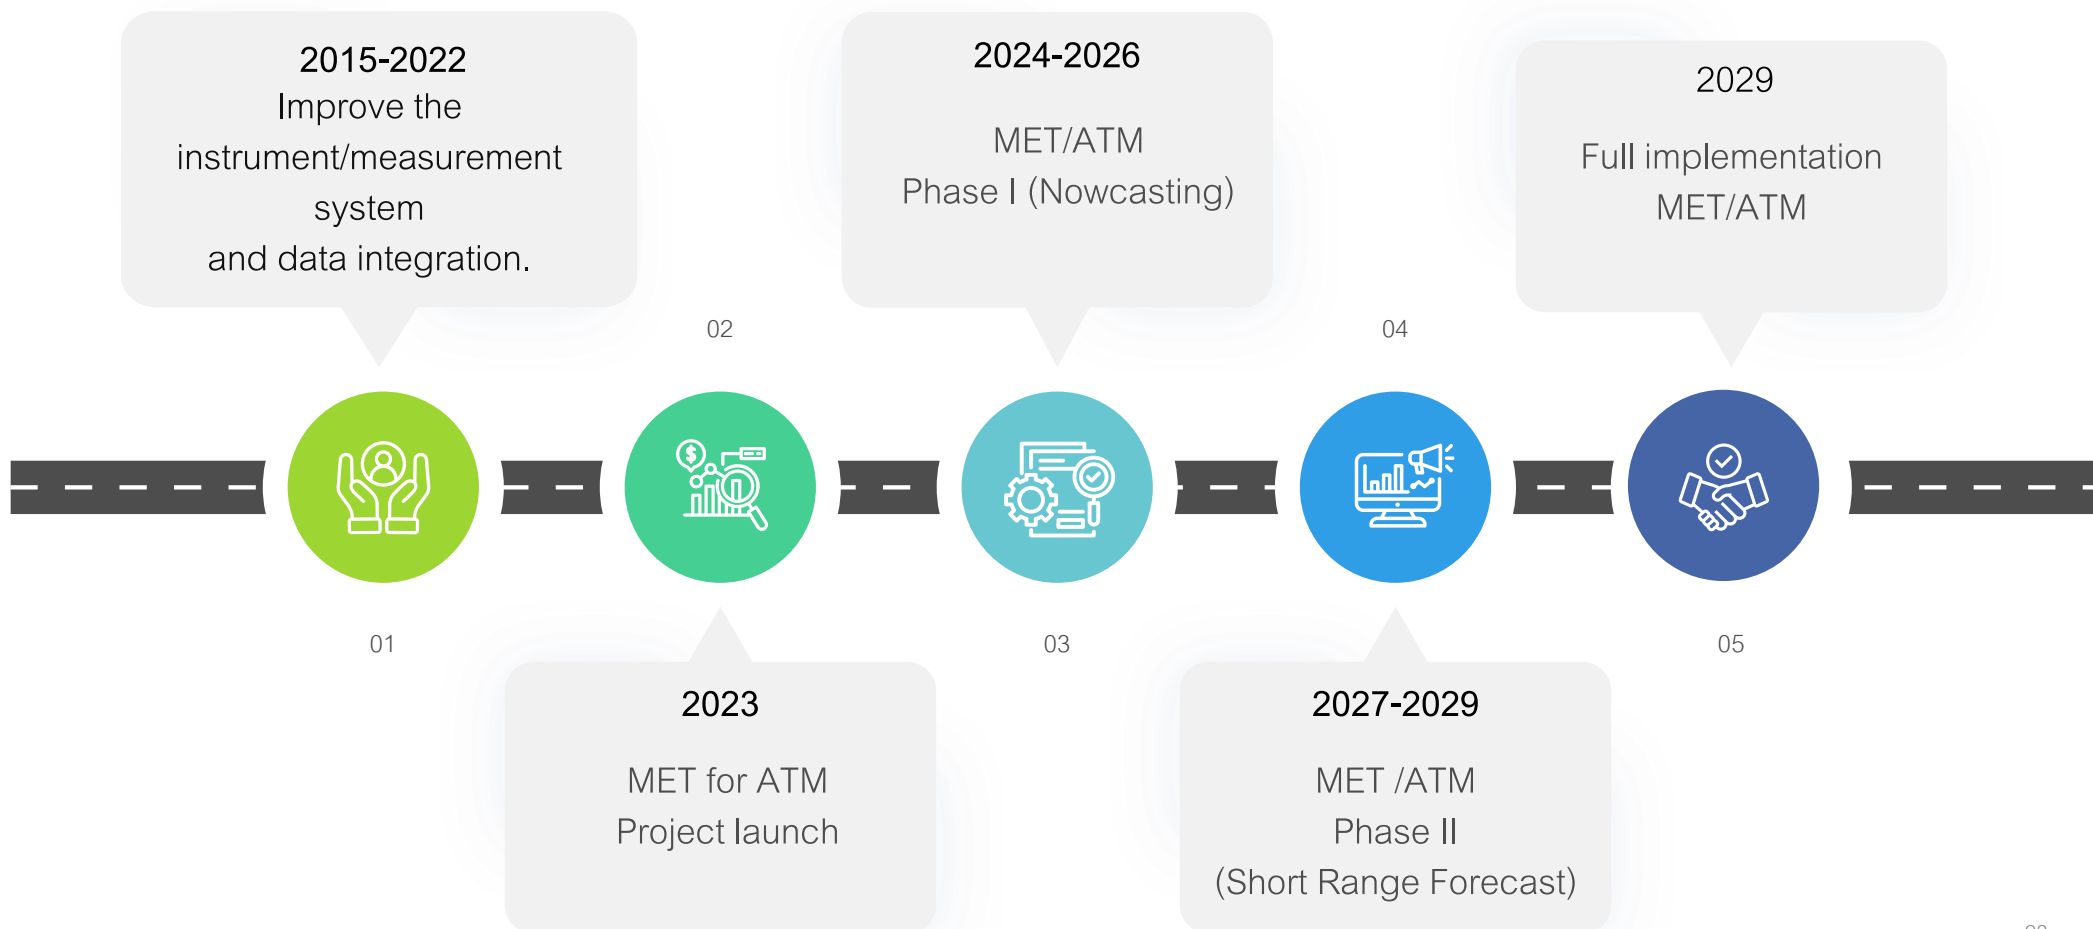 2015-2022
Improve the
instrument/measurement
system
and data integration.
01
02
2023
MET for ATM
Project launch
2024-2026
MET/ATM
Phase I (Nowcasting)
03
04
2027-2029
MET /ATM
Phase II
(Short Range Forecast)
2029
Full implementation
MET/ATM
05